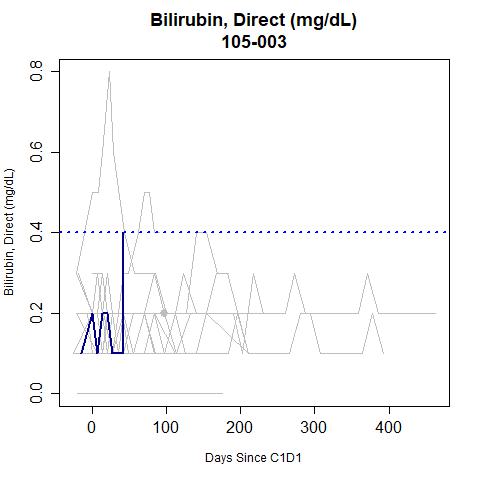 Bilirubin, Direct (mg/dL)
105-003
Bilirubin, Direct (mg/dL)
0.8
0.6
0.4
0.2
0.0
0 100 200 300 400
Days Since C1D1